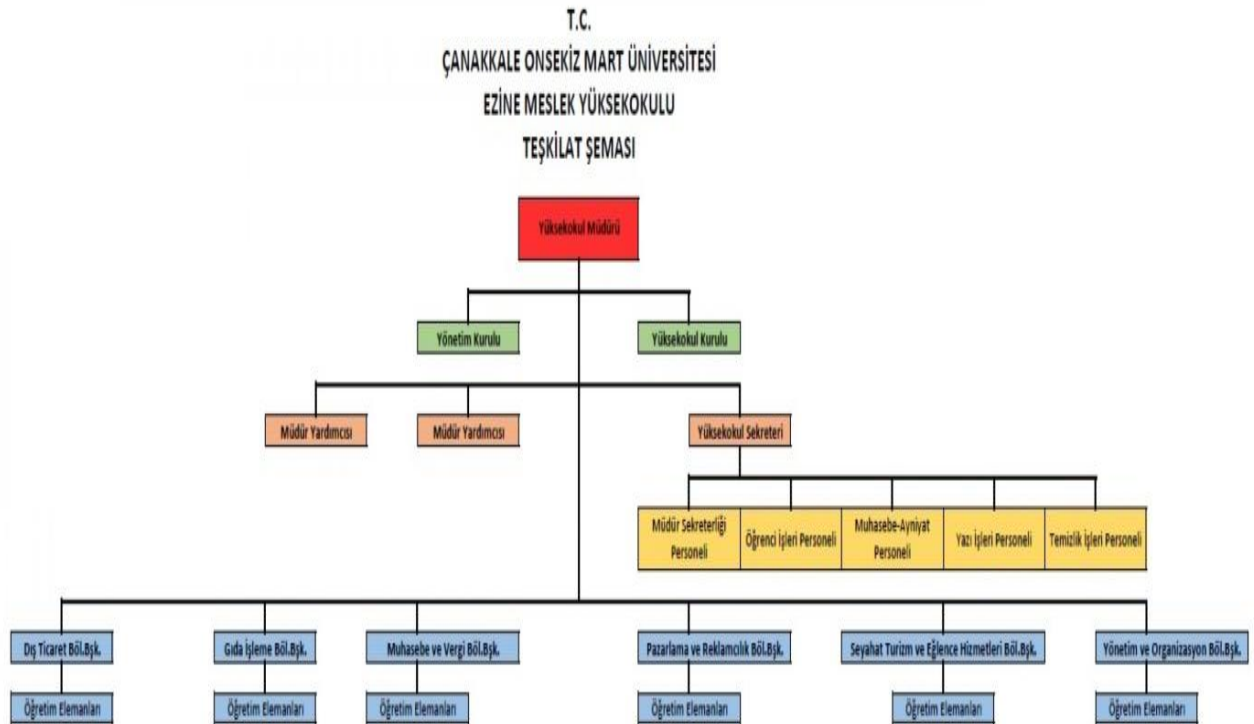 T.C.
ÇANAKKALE ONSEKİZ MART ÜNİVERSİTESİ
EZİNE MESLEK YÜKSEKOKULU
TEŞKİLAT ŞEMASI
Yüksekokul Müdürü
Yönetim Kurulu
Yüksekokul Kurulu
Müdür Yardımcısı
Müdür Yardımcısı
Yüksekokul Sekreteri
Müdür Sekreterliği
Personeli
Öğrenci İşleri Personeli
Muhasebe-Ayniyat
Personeli
Yazı İşleri Personeli
Temizlik İşleri Personeli
Dış Ticaret Böl.Bşk.
Gıda İşleme Böl.Bşk.
Muhasebe ve Vergi Böl.Bşk.
Pazarlama ve Reklamcılık Böl.Bşk.
Seyahat Turizm ve Eğlence Hizmetleri Böl.Bşk.
Yönetim ve Organizasyon Böl.Bşk.
Öğretim Elemanları
Öğretim Elemanları
Öğretim Elemanları
Öğretim Elemanları
Öğretim Elemanları
Öğretim Elemanları